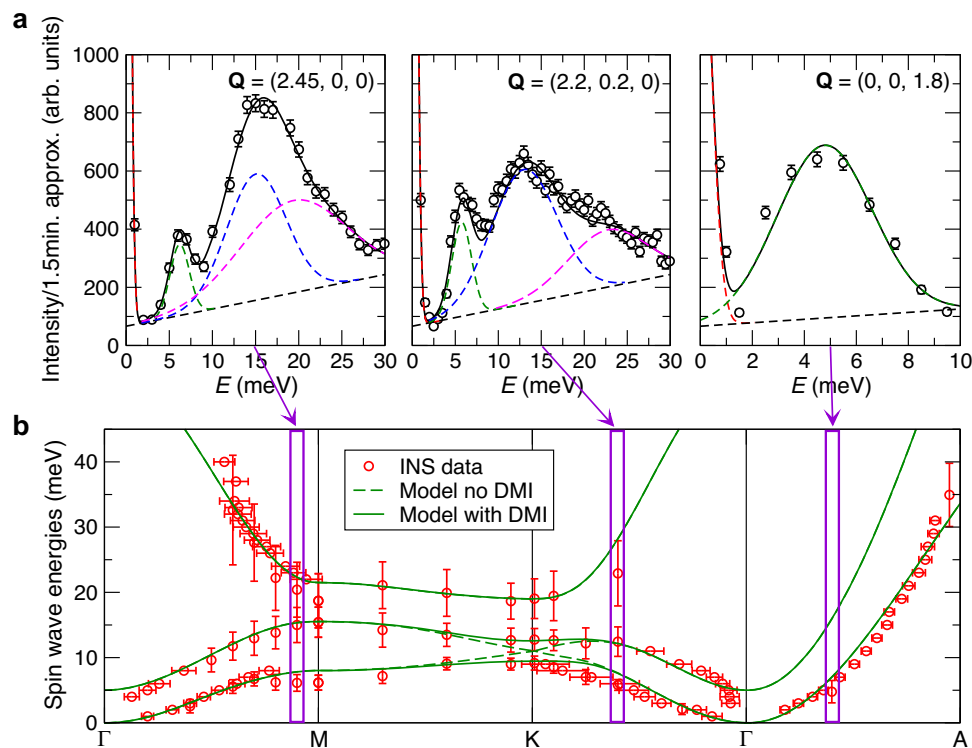 a
Intensity/1.5min. approx. (arb. units)
1000
800
600
400
200
0
Q = (2.45, 0, 0)
0 5 10 15 20 25 30
E (meV)
Q = (2.2, 0.2, 0)
0 5 10 15 20 25 30
E (meV)
Q = (0, 0, 1.8)
0 2 4 6 8 10
E (meV)
b
Spin wave energies (meV)
40
30
20
10
0
INS data
Model no DMI
Model with DMI
Γ M K Γ A